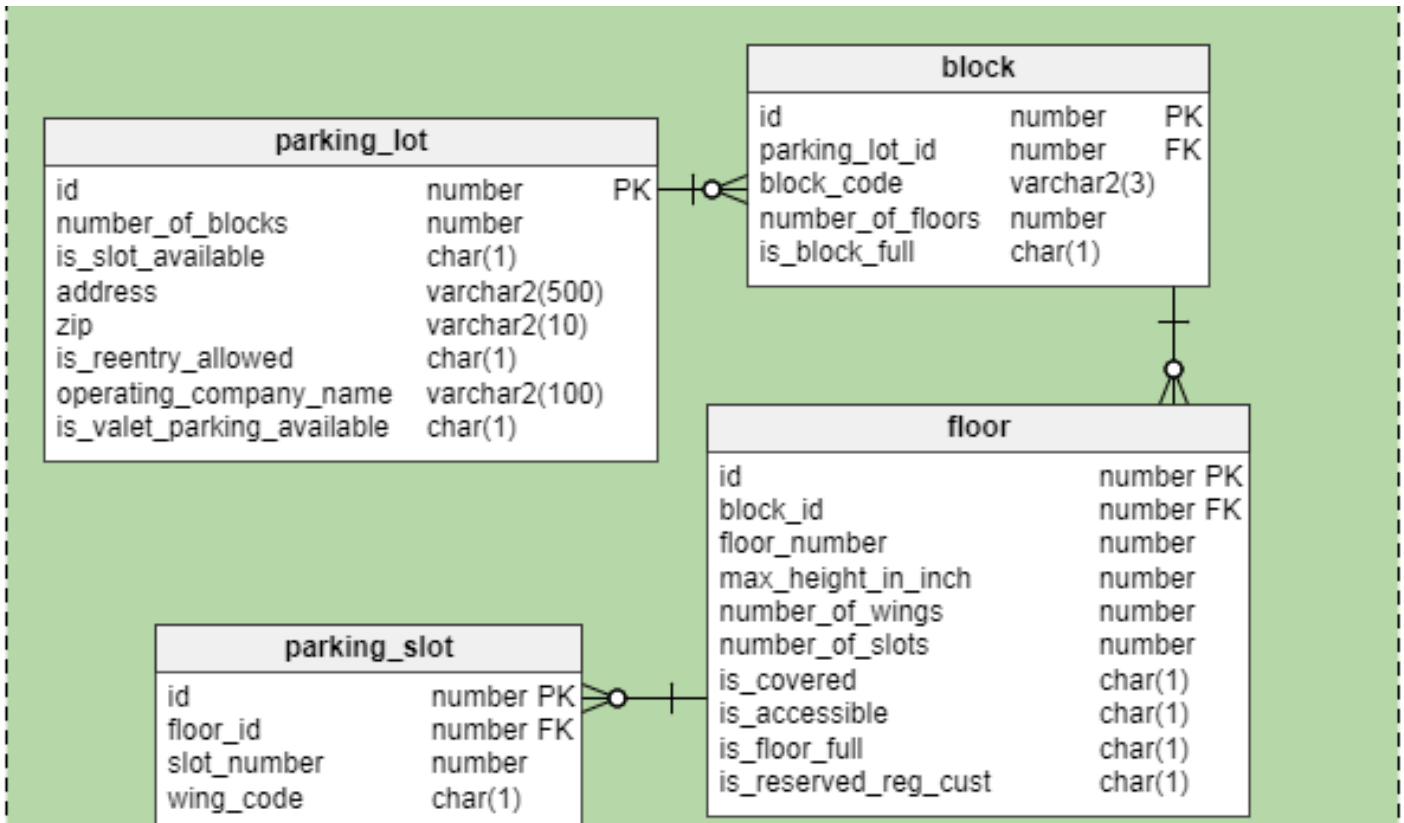 parking_lot
id number PK
number_of_blocks number
is_slot_available char(1)
address varchar2(500)
zip varchar2(10)
is_reentry_allowed char(1)
operating_company_name varchar2(100)
is_valet_parking_available char(1)
block
id number PK
parking_lot_id number FK
block_code varchar2(3)
number_of_floors number
is_block_full char(1)
floor
id number PK
block_id number FK
floor_number number
max_height_in_inch number
number_of_wings number
number_of_slots number
is_covered char(1)
is_accessible char(1)
is_floor_full char(1)
is_reserved_reg_cust char(1)
parking_slot
id number PK
floor_id number FK
slot_number number
wing_code char(1)